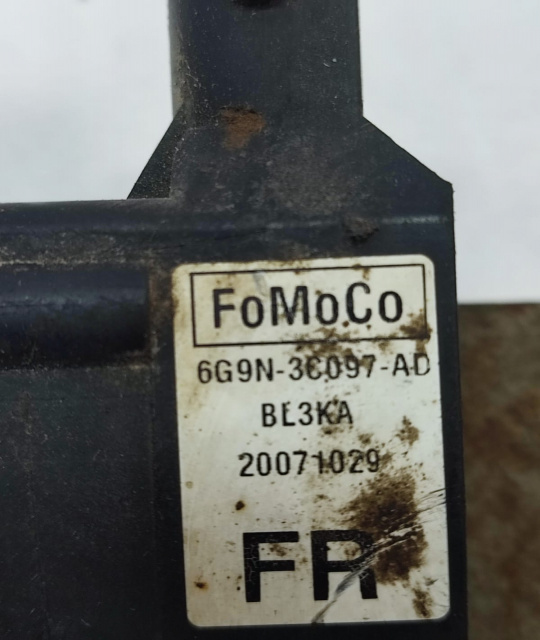 FoMoCo
6G9N-3C097-AD
BL3KA
20071029
FR